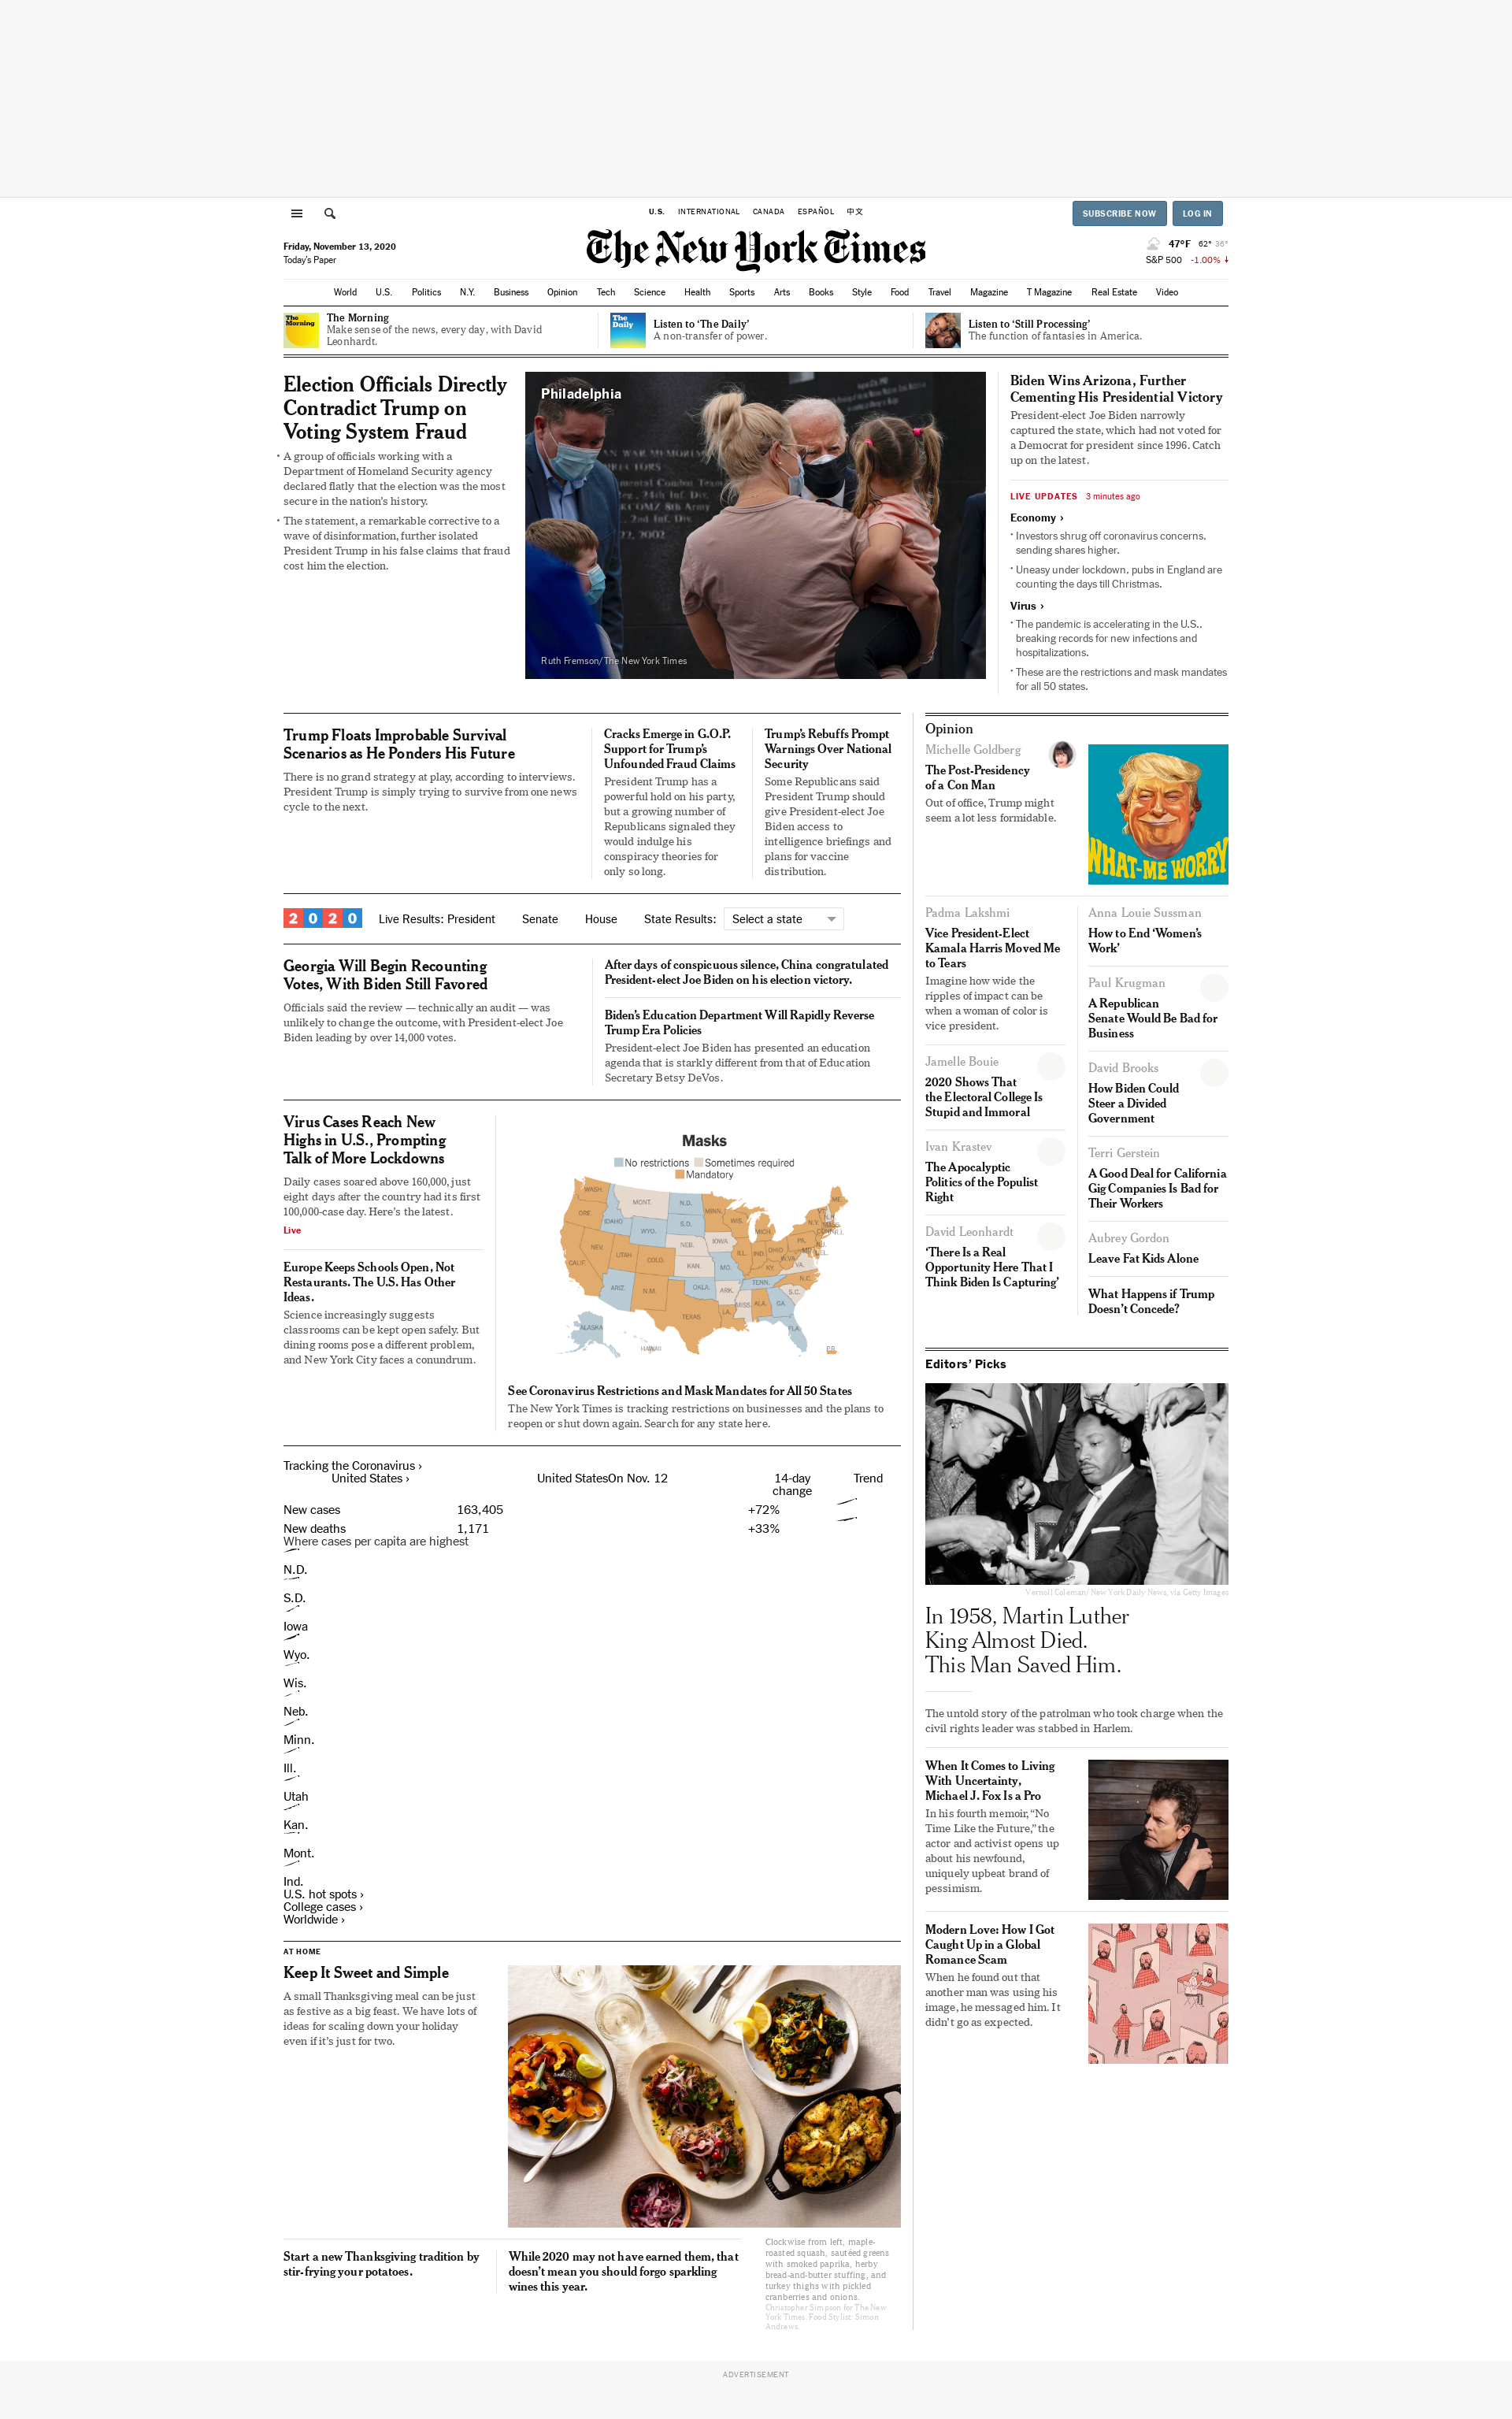 U.S. INTERNATIONAL CANADA ESPAÑOL 中文
SUBSCRIBE NOW LOG IN
Friday, November 13, 2020
Today's Paper
The New York Times
47°F 62° 36°
S&P 500 -1.00%
World U.S. Politics N.Y. Business Opinion Tech Science Health Sports Arts Books Style Food Travel Magazine T Magazine Real Estate Video
The Morning
The Morning
Make sense of the news, every day, with David
Leonhardt.
The Daily
Listen to ‘The Daily’
A non-transfer of power.
Listen to ‘Still Processing’
The function of fantasies in America.
Election Officials Directly
Contradict Trump on
Voting System Fraud
• A group of officials working with a
Department of Homeland Security agency
declared flatly that the election was the most
secure in the nation’s history.
• The statement, a remarkable corrective to a
wave of disinformation, further isolated
President Trump in his false claims that fraud
cost him the election.
Philadelphia
Ruth Fremson/The New York Times
Biden Wins Arizona, Further
Cementing His Presidential Victory
President-elect Joe Biden narrowly
captured the state, which had not voted for
a Democrat for president since 1996. Catch
up on the latest.
LIVE UPDATES 3 minutes ago
Economy ›
• Investors shrug off coronavirus concerns,
sending shares higher.
• Uneasy under lockdown, pubs in England are
counting the days till Christmas.
Virus ›
• The pandemic is accelerating in the U.S.,
breaking records for new infections and
hospitalizations.
• These are the restrictions and mask mandates
for all 50 states.
Trump Floats Improbable Survival
Scenarios as He Ponders His Future
There is no grand strategy at play, according to interviews.
President Trump is simply trying to survive from one news
cycle to the next.
Cracks Emerge in G.O.P.
Support for Trump’s
Unfounded Fraud Claims
President Trump has a
powerful hold on his party,
but a growing number of
Republicans signaled they
would indulge his
conspiracy theories for
only so long.
Trump’s Rebuffs Prompt
Warnings Over National
Security
Some Republicans said
President Trump should
give President-elect Joe
Biden access to
intelligence briefings and
plans for vaccine
distribution.
2020 Live Results: President Senate House State Results: Select a state
Georgia Will Begin Recounting
Votes, With Biden Still Favored
Officials said the review — technically an audit — was
unlikely to change the outcome, with President-elect Joe
Biden leading by over 14,000 votes.
After days of conspicuous silence, China congratulated
President-elect Joe Biden on his election victory.
Biden’s Education Department Will Rapidly Reverse
Trump Era Policies
President-elect Joe Biden has presented an education
agenda that is starkly different from that of Education
Secretary Betsy DeVos.
Virus Cases Reach New
Highs in U.S., Prompting
Talk of More Lockdowns
Daily cases soared above 160,000, just
eight days after the country had its first
100,000-case day. Here’s the latest.
Live
Europe Keeps Schools Open, Not
Restaurants. The U.S. Has Other
Ideas.
Science increasingly suggests
classrooms can be kept open safely. But
dining rooms pose a different problem,
and New York City faces a conundrum.
Masks
No restrictions Sometimes required
Mandatory
WASH. MONT. N.D. MINN. ME.
ORE. IDAHO WYO. S.D. WIS. MICH. N.Y.
NEV. UTAH COLO. NEB. IOWA ILL. IND. OHIO PA.
CALIF. KAN. MO. KY. W.VA. VA.
ARIZ. N.M. OKLA. ARK. TENN. N.C.
TEXAS LA. MISS. ALA. GA. S.C.
FLA.
ALASKA HAWAII P.R.
See Coronavirus Restrictions and Mask Mandates for All 50 States
The New York Times is tracking restrictions on businesses and the plans to
reopen or shut down again. Search for any state here.
Tracking the Coronavirus ›
United States › United StatesOn Nov. 12 14-day change Trend
New cases 163,405 +72%
New deaths 1,171 +33%
Where cases per capita are highest
N.D.
S.D.
Iowa
Wyo.
Wis.
Neb.
Minn.
Ill.
Utah
Kan.
Mont.
Ind.
U.S. hot spots ›
College cases ›
Worldwide ›
AT HOME
Keep It Sweet and Simple
A small Thanksgiving meal can be just
as festive as a big feast. We have lots of
ideas for scaling down your holiday
even if it’s just for two.
Start a new Thanksgiving tradition by
stir-frying your potatoes.
While 2020 may not have earned them, that
doesn’t mean you should forgo sparkling
wines this year.
Clockwise from left, maple-
roasted squash, sautéed greens
with smoked paprika, herby
bread-and-butter stuffing, and
turkey thighs with pickled
cranberries and onions.
Christopher Simpson for The New
York Times. Food Stylist: Simon
Andrews.
Opinion
Michelle Goldberg
The Post-Presidency
of a Con Man
Out of office, Trump might
seem a lot less formidable.
WHAT-ME WORRY
Padma Lakshmi
Vice President-Elect
Kamala Harris Moved Me
to Tears
Imagine how wide the
ripples of impact can be
when a woman of color is
vice president.
Jamelle Bouie
2020 Shows That
the Electoral College Is
Stupid and Immoral
Ivan Krastev
The Apocalyptic
Politics of the Populist
Right
David Leonhardt
‘There Is a Real
Opportunity Here That I
Think Biden Is Capturing’
Anna Louie Sussman
How to End ‘Women’s
Work’
Paul Krugman
A Republican
Senate Would Be Bad for
Business
David Brooks
How Biden Could
Steer a Divided
Government
Terri Gerstein
A Good Deal for California
Gig Companies Is Bad for
Their Workers
Aubrey Gordon
Leave Fat Kids Alone
What Happens if Trump
Doesn’t Concede?
Editors’ Picks
Vernoll Coleman/New York Daily News, via Getty Images
In 1958, Martin Luther
King Almost Died.
This Man Saved Him.
The untold story of the patrolman who took charge when the
civil rights leader was stabbed in Harlem.
When It Comes to Living
With Uncertainty,
Michael J. Fox Is a Pro
In his fourth memoir, “No
Time Like the Future,” the
actor and activist opens up
about his newfound,
uniquely upbeat brand of
pessimism.
Modern Love: How I Got
Caught Up in a Global
Romance Scam
When he found out that
another man was using his
image, he messaged him. It
didn’t go as expected.
ADVERTISEMENT